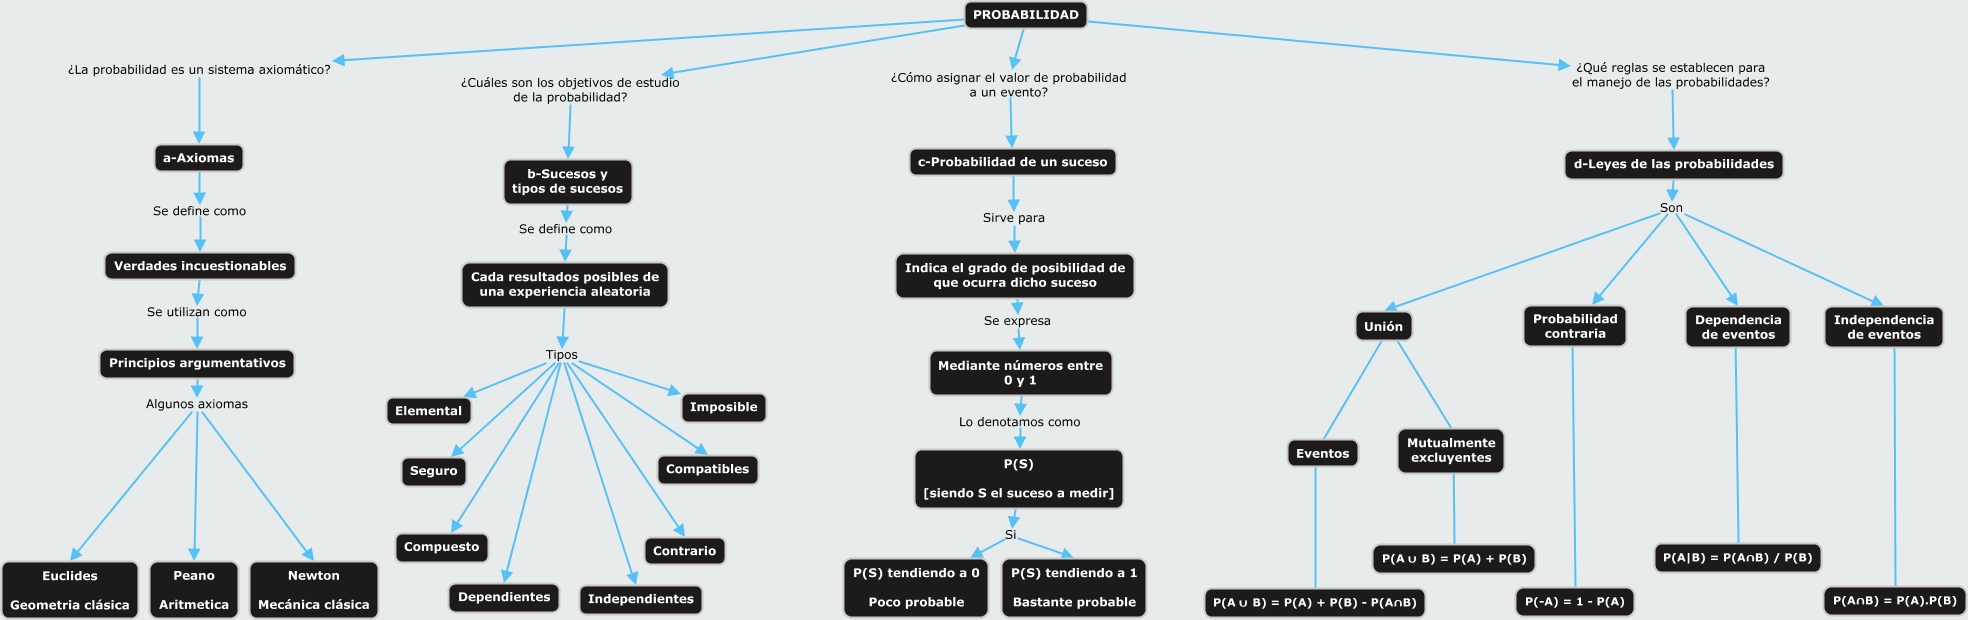 PROBABILIDAD
¿La probabilidad es un sistema axiomático?
a-Axiomas
Se define como
Verdades incuestionables
Se utilizan como
Principios argumentativos
Algunos axiomas
Euclides
Geometria clásica
Peano
Aritmetica
Newton
Mecánica clásica
¿Cuáles son los objetivos de estudio
de la probabilidad?
b-Sucesos y
tipos de sucesos
Se define como
Cada resultados posibles de
una experiencia aleatoria
Tipos
Elemental
Seguro
Compuesto
Dependientes
Independientes
Contrario
Compatibles
Imposible
¿Cómo asignar el valor de probabilidad
a un evento?
c-Probabilidad de un suceso
Sirve para
Indica el grado de posibilidad de
que ocurra dicho suceso
Se expresa
Mediante números entre
0 y 1
Lo denotamos como
P(S)
[siendo S el suceso a medir]
Si
P(S) tendiendo a 0
Poco probable
P(S) tendiendo a 1
Bastante probable
¿Qué reglas se establecen para
el manejo de las probabilidades?
d-Leyes de las probabilidades
Son
Unión
Eventos
P(A ∪ B) = P(A) + P(B) - P(A∩B)
Mutualmente
excluyentes
P(A ∪ B) = P(A) + P(B)
Probabilidad
contraria
P(-A) = 1 - P(A)
Dependencia
de eventos
P(A|B) = P(A∩B) / P(B)
Independencia
de eventos
P(A∩B) = P(A).P(B)